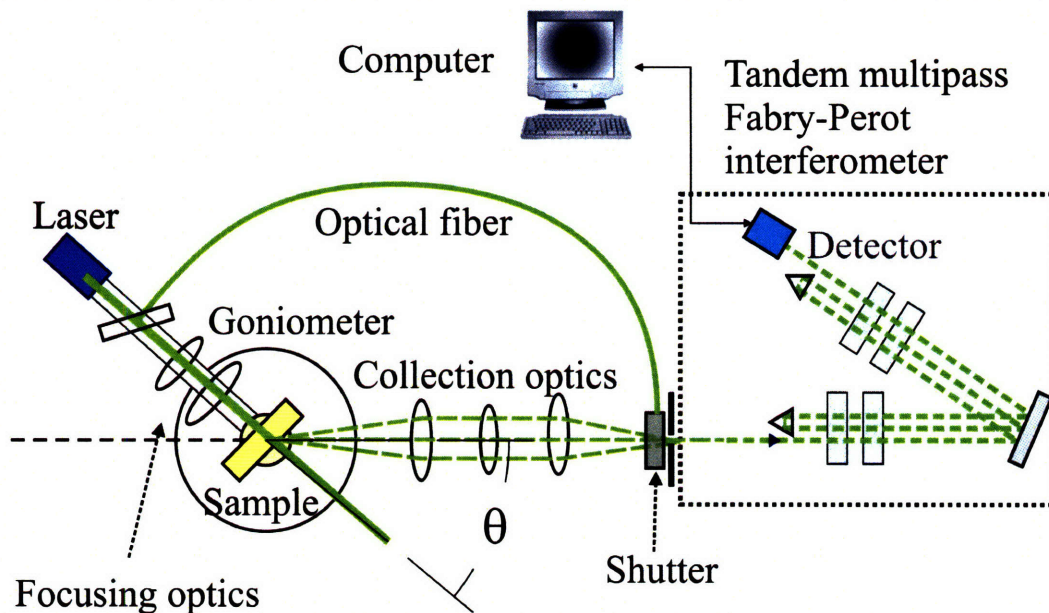 Computer
Tandem multipass
Fabry-Perot
interferometer
Laser
Optical fiber
Detector
Goniometer
Collection optics
Sample
θ
Shutter
Focusing optics